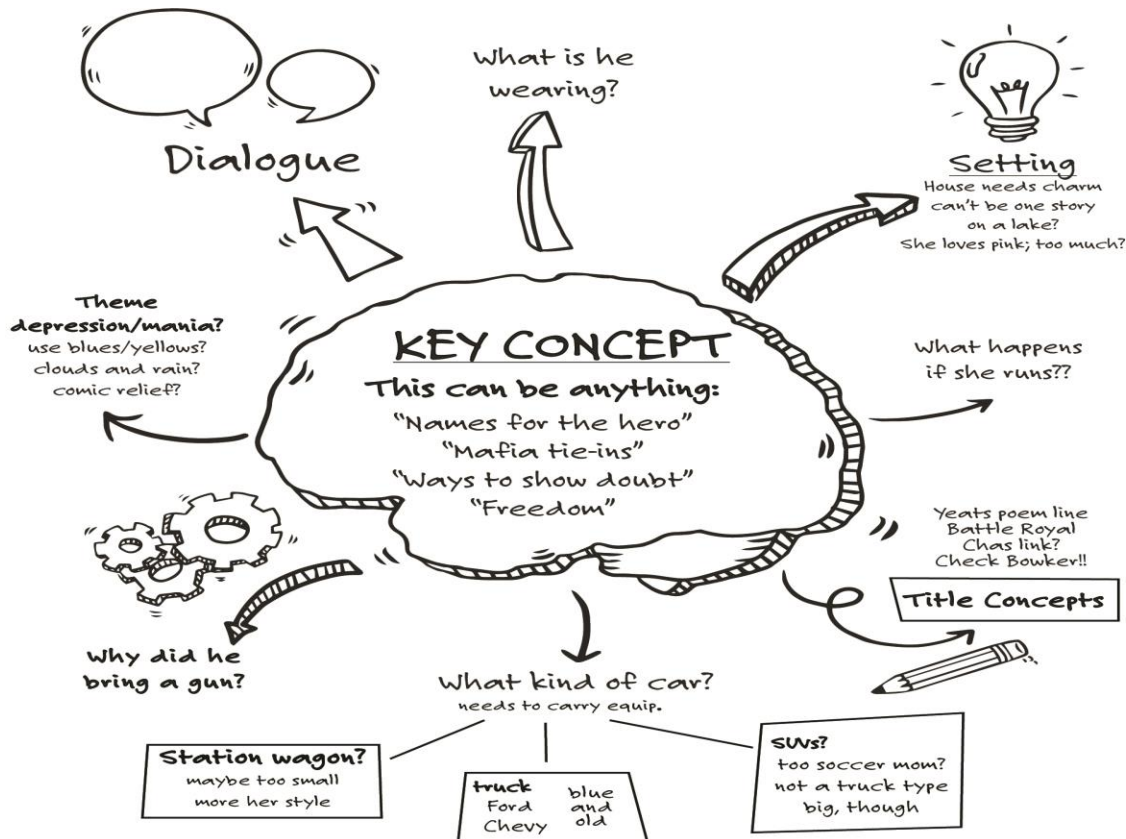 Dialogue
What is he
wearing?
Setting
House needs charm
can't be one story
on a lake?
She loves pink; too much?
Theme
depression/mania?
use blues/yellows?
clouds and rain?
comic relief?
KEY CONCEPT
This can be anything:
"Names for the hero"
"Mafia tie-ins"
"Ways to show doubt"
"Freedom"
What happens
if she runs??
Yeats poem line
Battle Royal
Chas link?
Check Bowker!!
Title Concepts
Why did he
bring a gun?
What kind of car?
needs to carry equip.
Station wagon?
maybe too small
more her style
truck
Ford
Chevy
blue
and
old
SUVs?
too soccer mom?
not a truck type
big, though